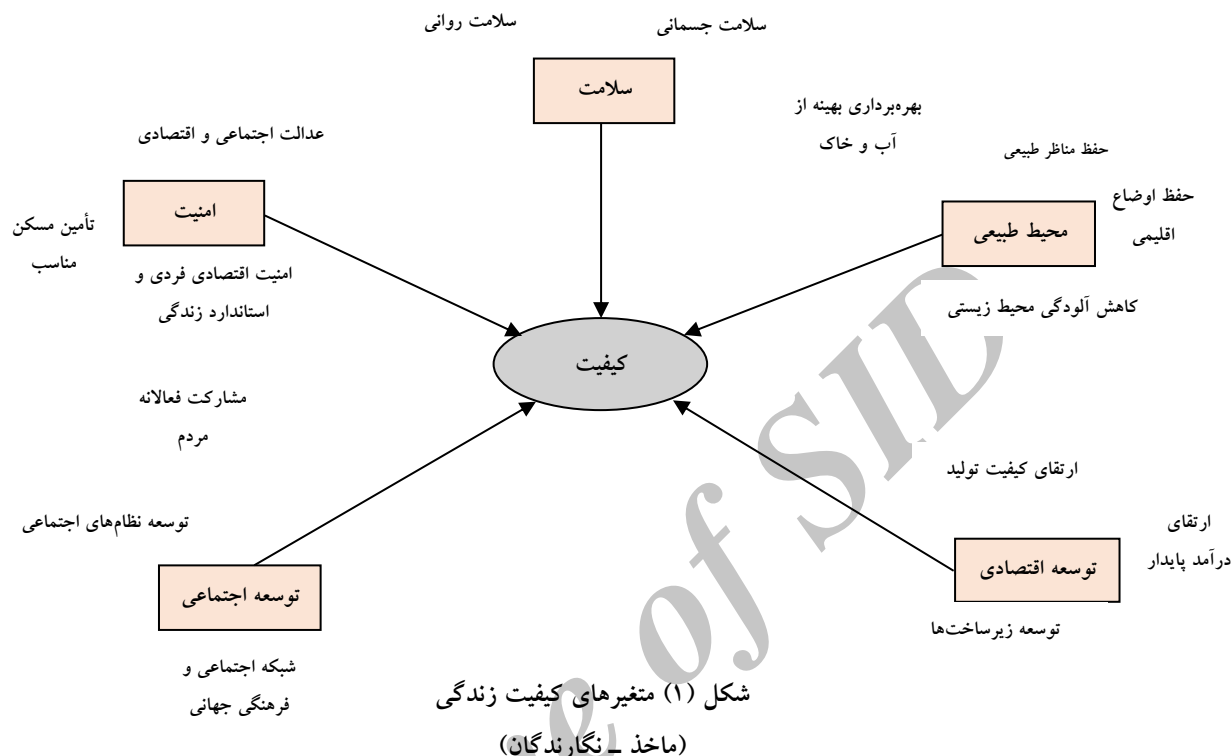 سلامت جسمانی
سلامت روانی
سلامت
بهره‌برداری بهینه از
آب و خاک
حفظ مناظر طبیعی
حفظ اوضاع
اقلیمی
محیط طبیعی
کاهش آلودگی محیط زیستی
عدالت اجتماعی و اقتصادی
امنیت
تأمین مسکن
مناسب
امنیت اقتصادی فردی و
استاندارد زندگی
کیفیت
مشارکت فعالانه
مردم
توسعه نظام‌های اجتماعی
توسعه اجتماعی
شبکه اجتماعی و
فرهنگی جهانی
ارتقای کیفیت تولید
ارتقای
درآمد پایدار
توسعه اقتصادی
توسعه زیرساخت‌ها
شکل (۱) متغیرهای کیفیت زندگی
(ماخذ ــ نگارندگان)
e of SID